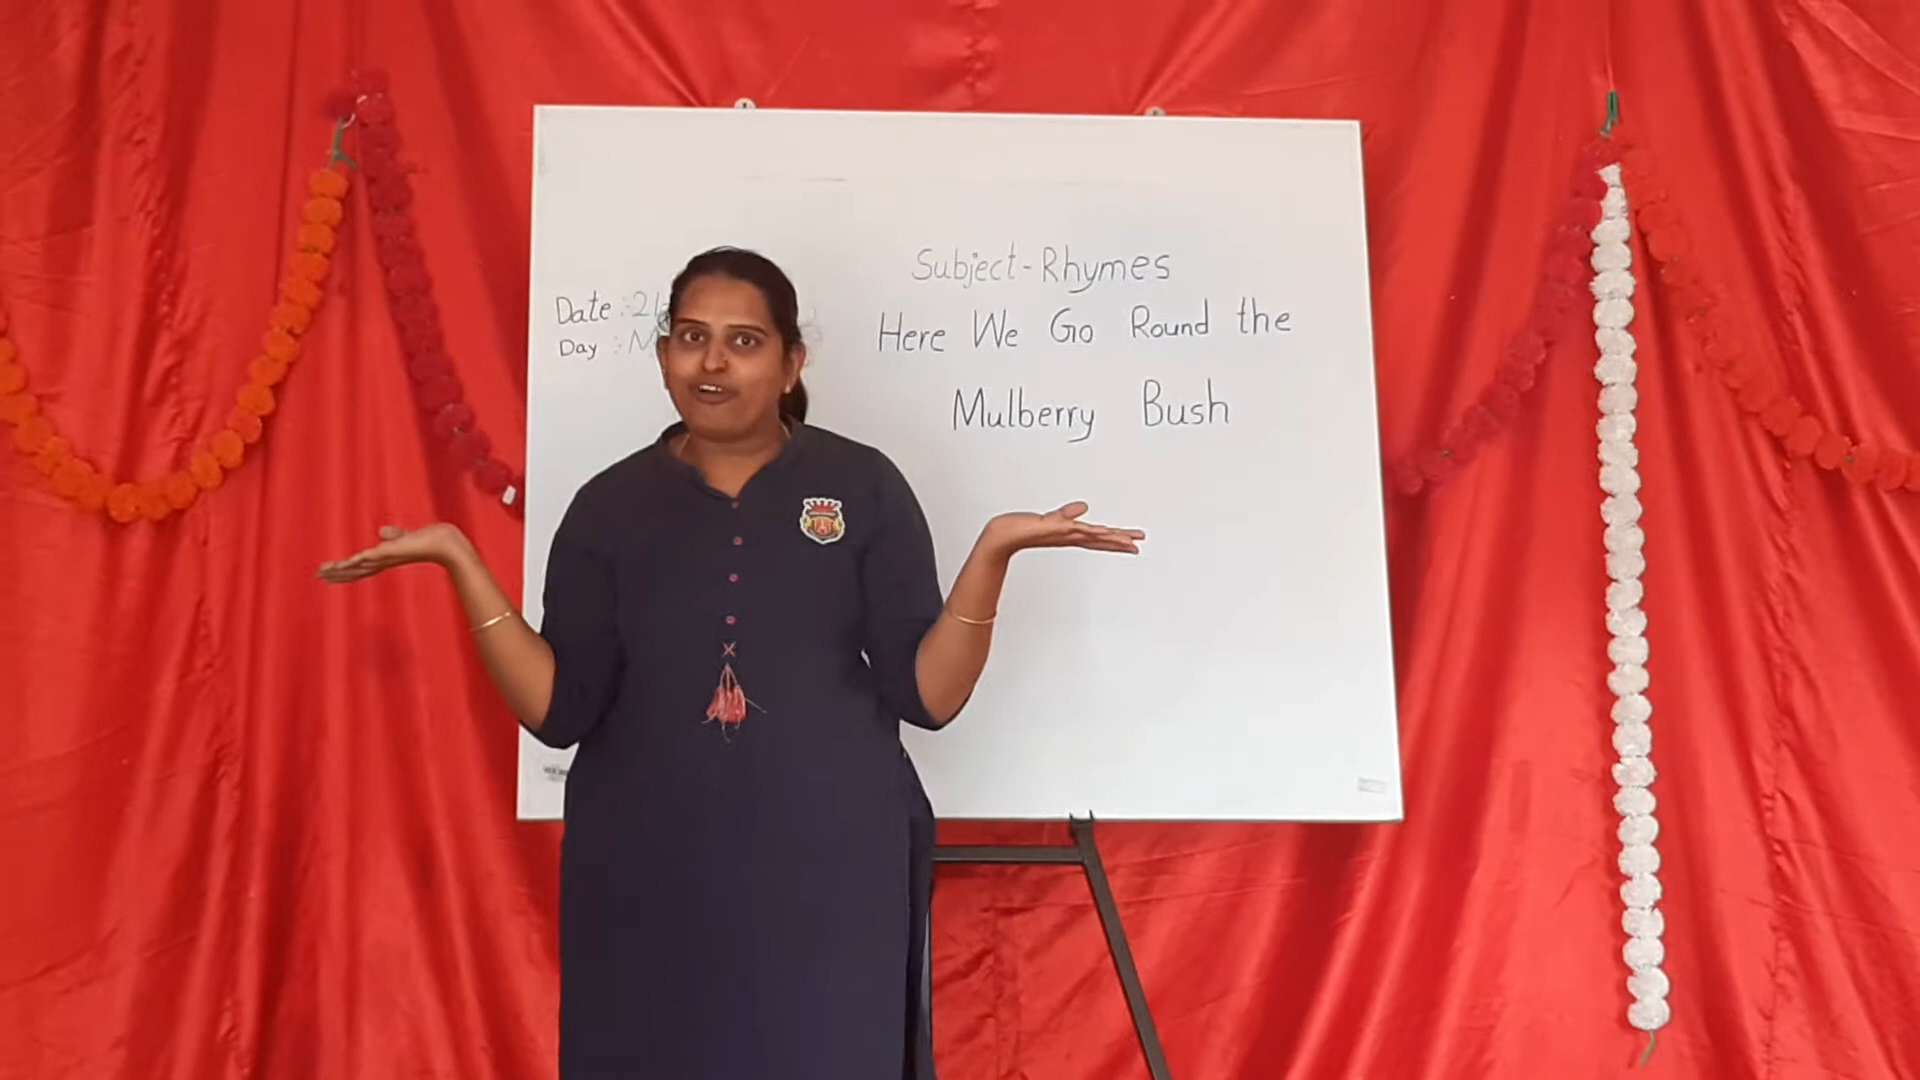 Subject-Rhymes
Date :-
Day :-
Here We Go Round the
Mulberry Bush